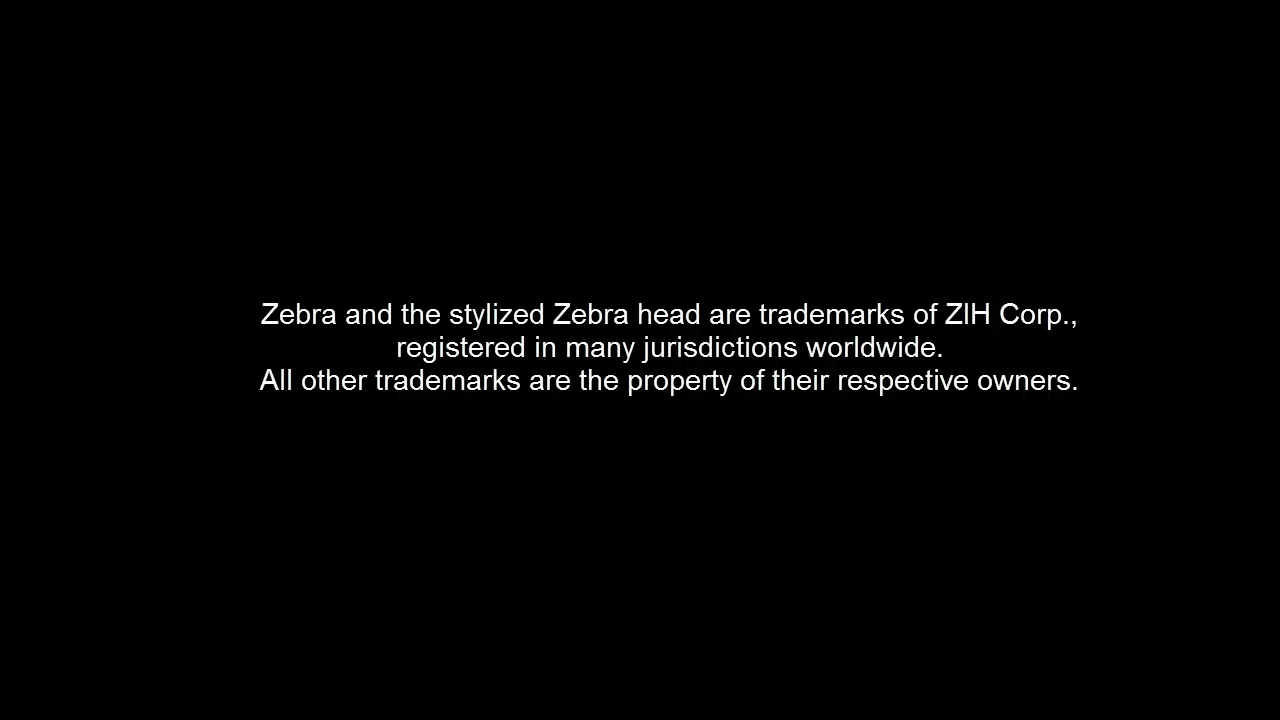 Zebra and the stylized Zebra head are trademarks of ZIH Corp.,
registered in many jurisdictions worldwide.
All other trademarks are the property of their respective owners.